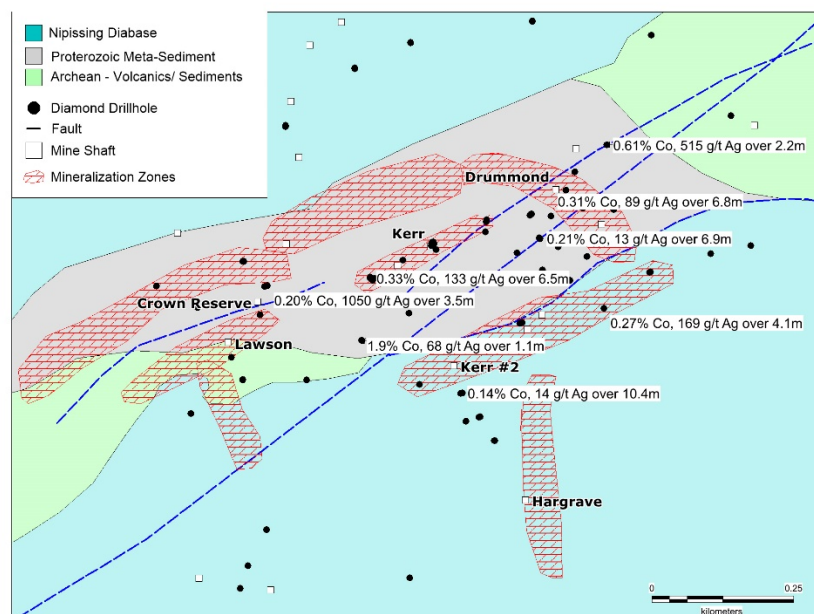 Nipissing Diabase
Proterozoic Meta-Sediment
Archean - Volcanics/ Sediments
Diamond Drillhole
Fault
Mine Shaft
Mineralization Zones
0.61% Co, 515 g/t Ag over 2.2m
Drummond
0.31% Co, 89 g/t Ag over 6.8m
Kerr
0.21% Co, 13 g/t Ag over 6.9m
0.33% Co, 133 g/t Ag over 6.5m
Crown Reserve
0.20% Co, 1050 g/t Ag over 3.5m
0.27% Co, 169 g/t Ag over 4.1m
Lawson
1.9% Co, 68 g/t Ag over 1.1m
Kerr #2
0.14% Co, 14 g/t Ag over 10.4m
Hargrave
0 0.25
kilometers